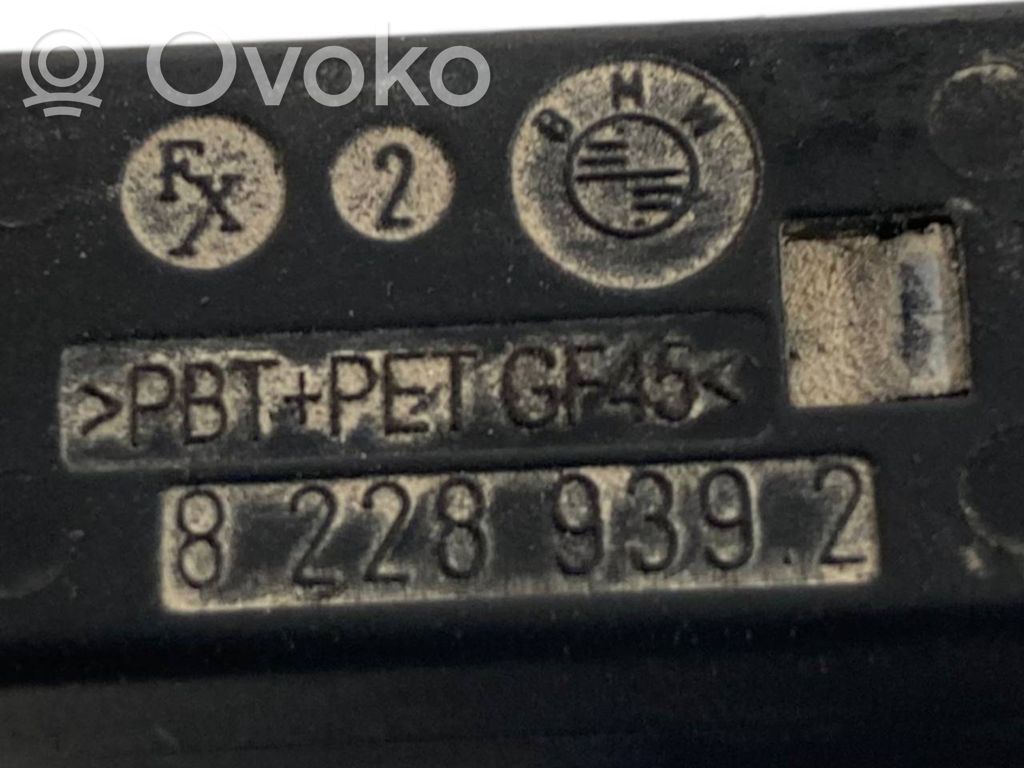 Ovoko
FX 2 BMW
>PBT+PET GF45<
8 228 939.2